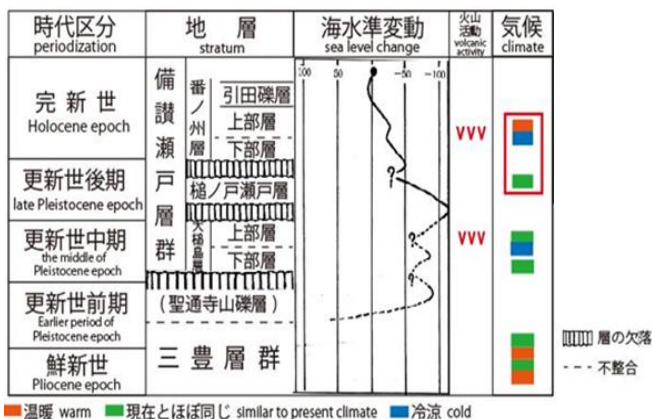 時代区分 periodization
地層 stratum
海水準変動 sea level change
火山活動 volcanic activity
気候 climate
100 50 -50 -100
完新世
Holocene epoch
更新世後期
late Pleistocene epoch
更新世中期
the middle of
Pleistocene epoch
更新世前期
Earlier period of
Pleistocene epoch
鮮新世
Pliocene epoch
備讃瀬戸層群
番ノ州層
引田礫層
上部層
下部層
槌ノ戸瀬戸層
大槌島層
上部層
下部層
(聖通寺山礫層)
三豊層群
?
?
?
VVV
VVV
層の欠落
不整合
温暖 warm 現在とほぼ同じ similar to present climate 冷涼 cold